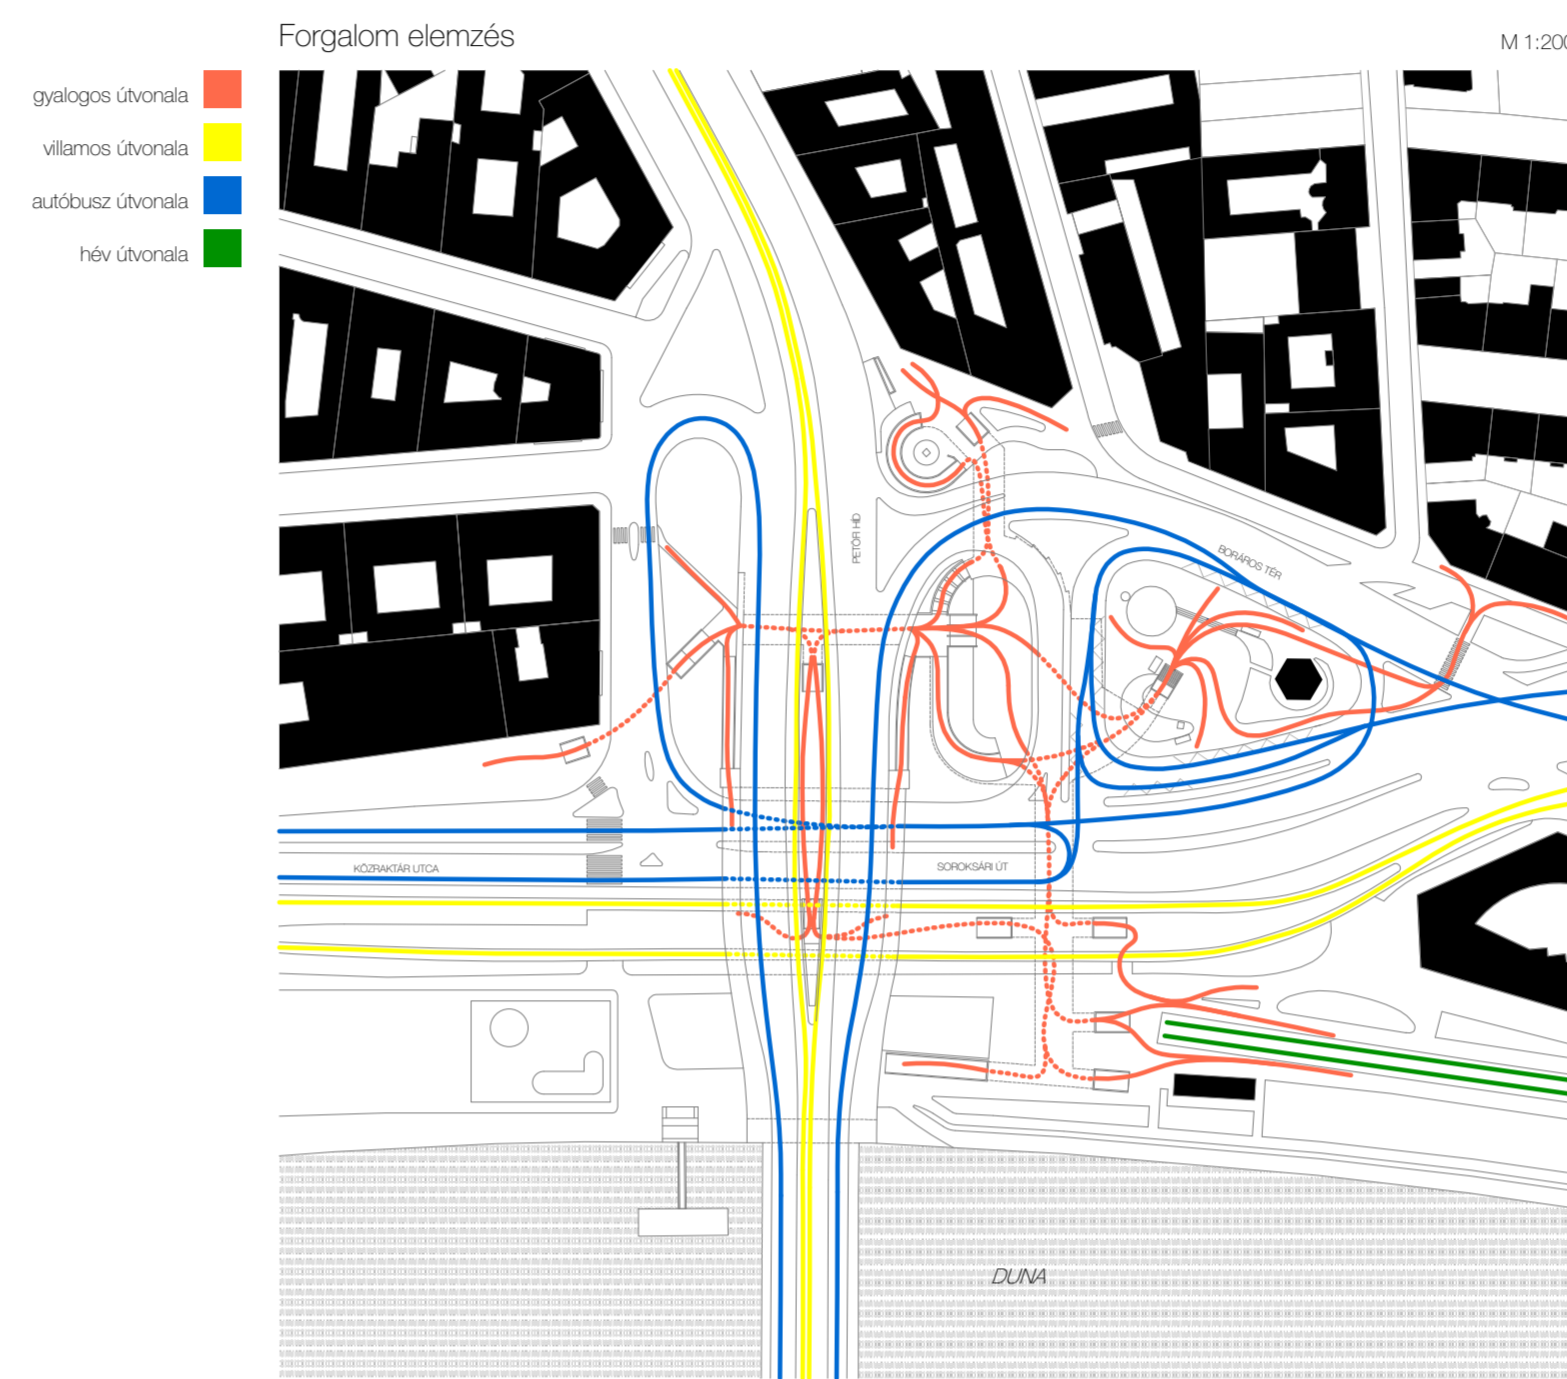 Forgalom elemzés
M 1:200
gyalogos útvonala
villamos útvonala
autóbusz útvonala
hév útvonala
PETŐFI HÍD
BORÁROS TÉR
KÖZRAKTÁR UTCA
SOROKSÁRI ÚT
DUNA